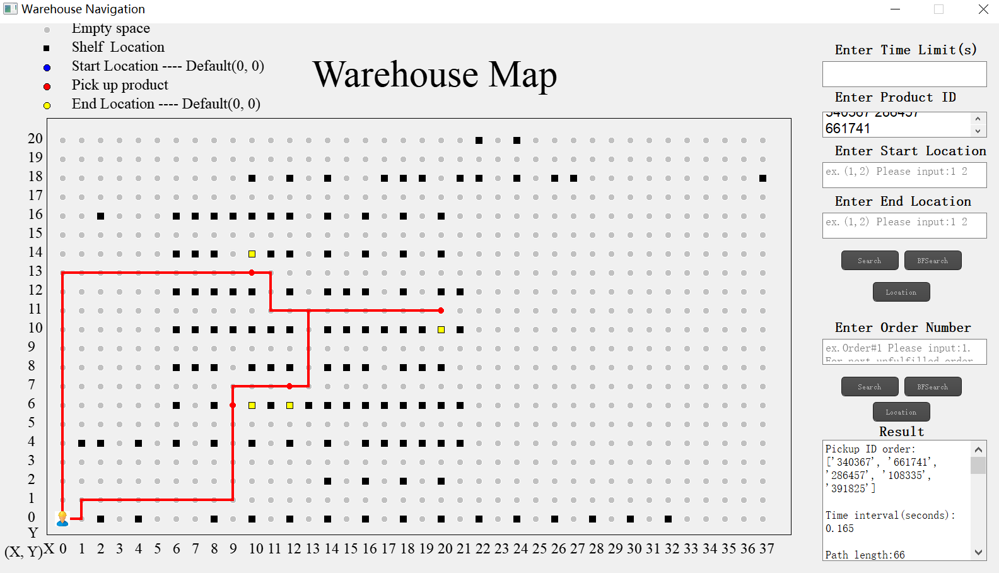 Warehouse Navigation
Empty space
Shelf Location
Start Location ---- Default(0, 0)
Pick up product
End Location ---- Default(0, 0)
Warehouse Map
20
19
18
17
16
15
14
13
12
11
10
9
8
7
6
5
4
3
2
1
0
Y
(X, Y)X 0 1 2 3 4 5 6 7 8 9 10 11 12 13 14 15 16 17 18 19 20 21 22 23 24 25 26 27 28 29 30 31 32 33 34 35 36 37
Enter Time Limit(s)
Enter Product ID
340367 286457
661741
Enter Start Location
ex.(1,2) Please input:1 2
Enter End Location
ex.(1,2) Please input:1 2
Search BFSearch
Location
Enter Order Number
ex.Order#1 Please input:1.
For next unfulfilled order
Search BFSearch
Location
Result
Pickup ID order:
['340367', '661741',
'286457', '108335',
'391825']
Time interval(seconds):
0.165
Path length:66